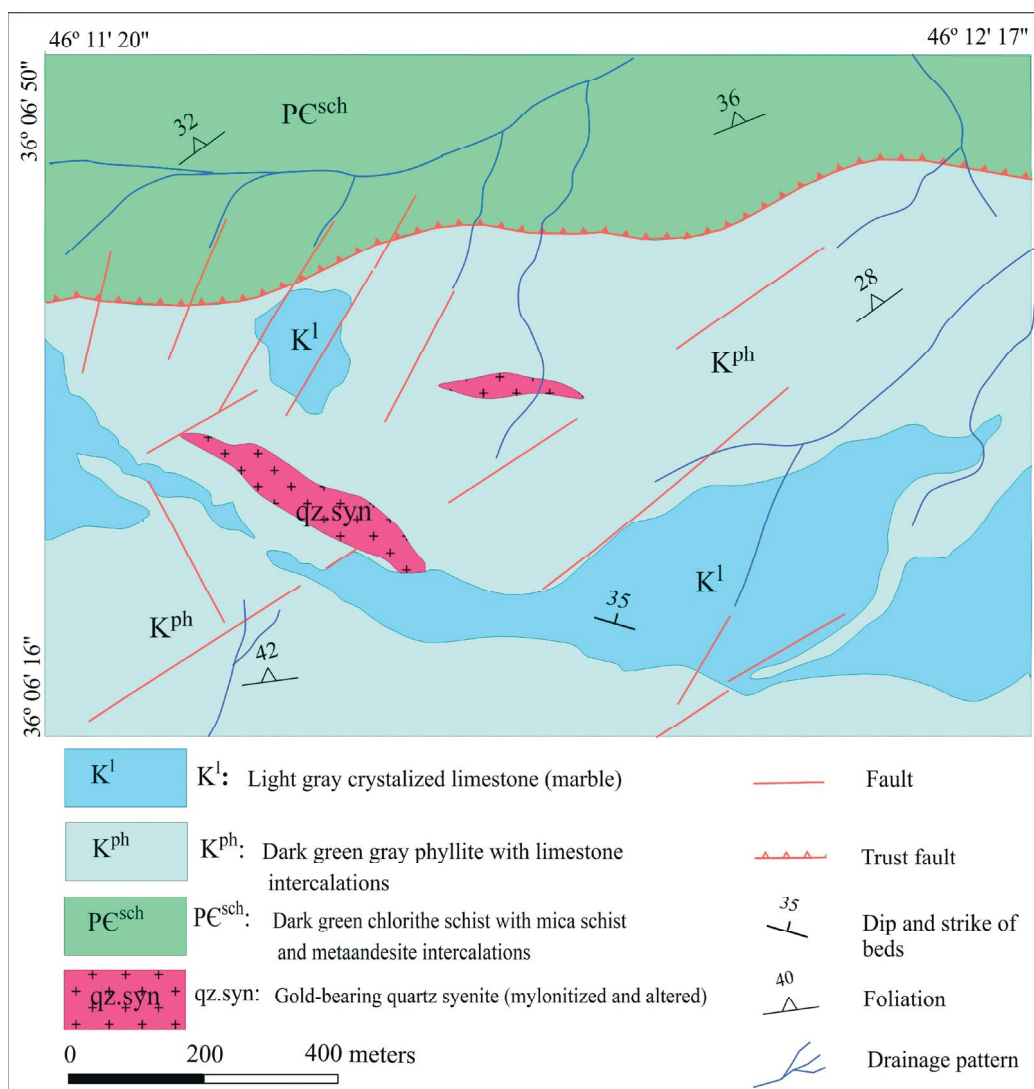 46º 11' 20"
46º 12' 17"
36º 06' 50"
36º 06' 16"
32
PЄsch
36
28
Kl
Kph
qz.syn
Kl
35
Kph
42
Kl
Kl: Light gray crystalized limestone (marble)
Kph
Kph: Dark green gray phyllite with limestone
intercalations
PЄsch
PЄsch: Dark green chlorithe schist with mica schist
and metaandesite intercalations
qz.syn
qz.syn: Gold-bearing quartz syenite (mylonitized and altered)
0 200 400 meters
Fault
Trust fault
35
Dip and strike of
beds
40
Foliation
Drainage pattern